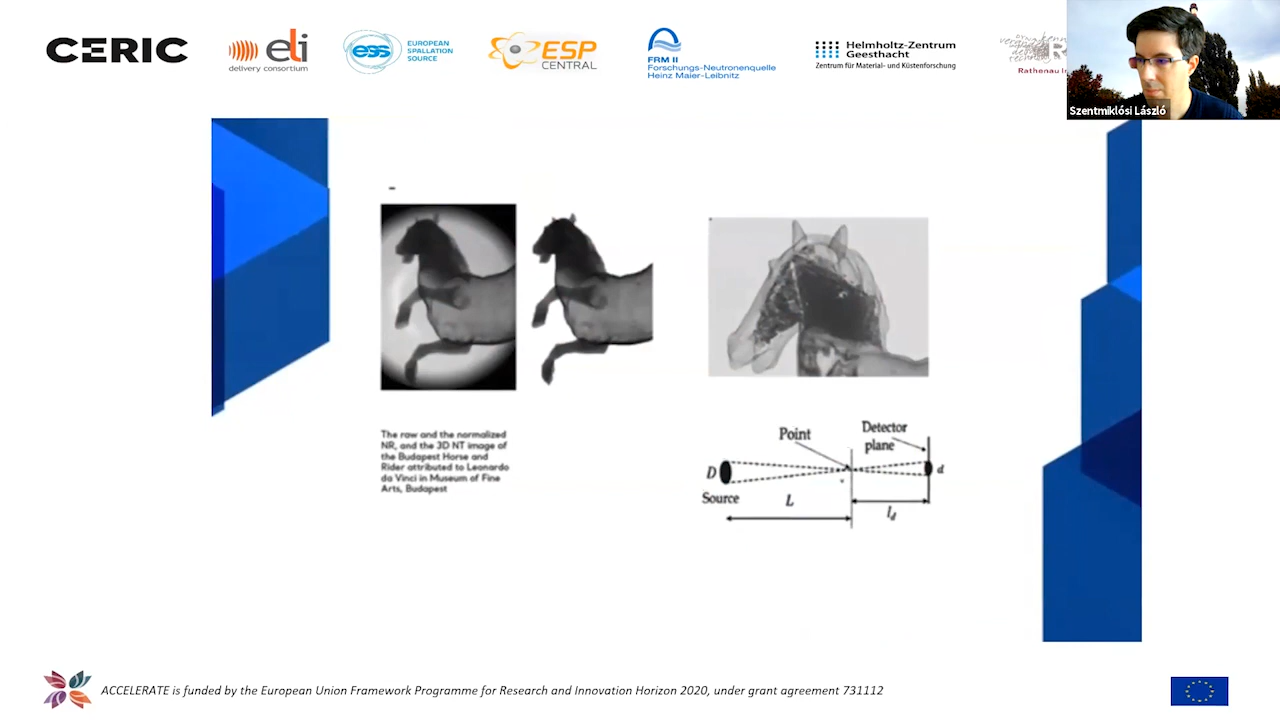 CERIC
eli
delivery consortium
ess
EUROPEAN
SPALLATION
SOURCE
ESP
CENTRAL
FRM II
Forschungs-Neutronenquelle
Heinz Maier-Leibnitz
Helmholtz-Zentrum
Geesthacht
Zentrum für Material- und Küstenforschung
Rathenau
Szentmiklósi László
The raw and the normalized
NR, and the 3D NT image of
the Budapest Horse and
Rider attributed to Leonardo
da Vinci in Museum of Fine
Arts, Budapest
Point
Detector
plane
D
d
Source
L
l_d
ACCELERATE is funded by the European Union Framework Programme for Research and Innovation Horizon 2020, under grant agreement 731112